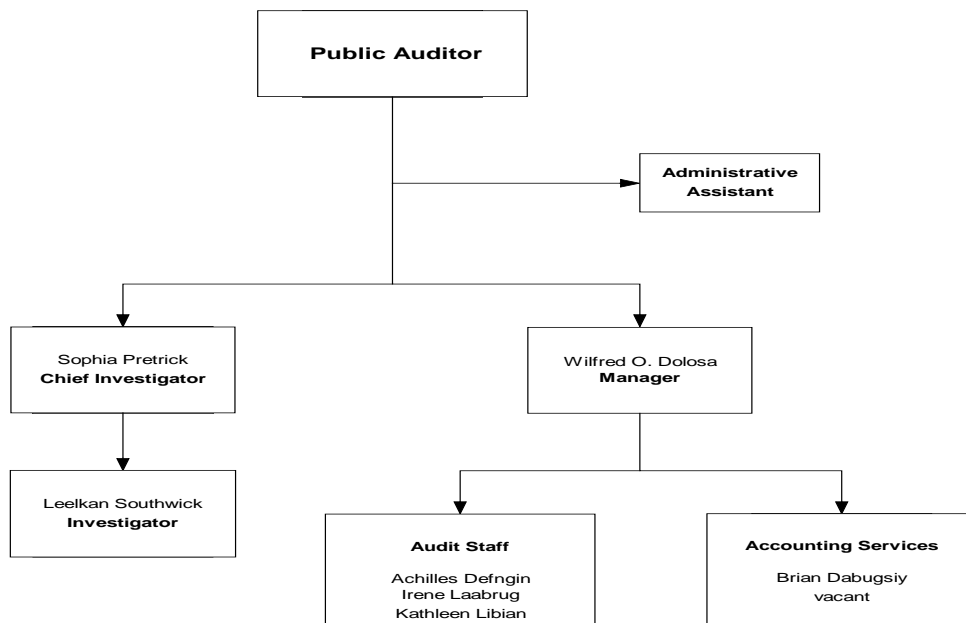 Public Auditor
Administrative
Assistant
Sophia Pretrick
Chief Investigator
Wilfred O. Dolosa
Manager
Leelkan Southwick
Investigator
Audit Staff
Achilles Defngin
Irene Laabrug
Kathleen Libian
Accounting Services
Brian Dabugsiy
vacant